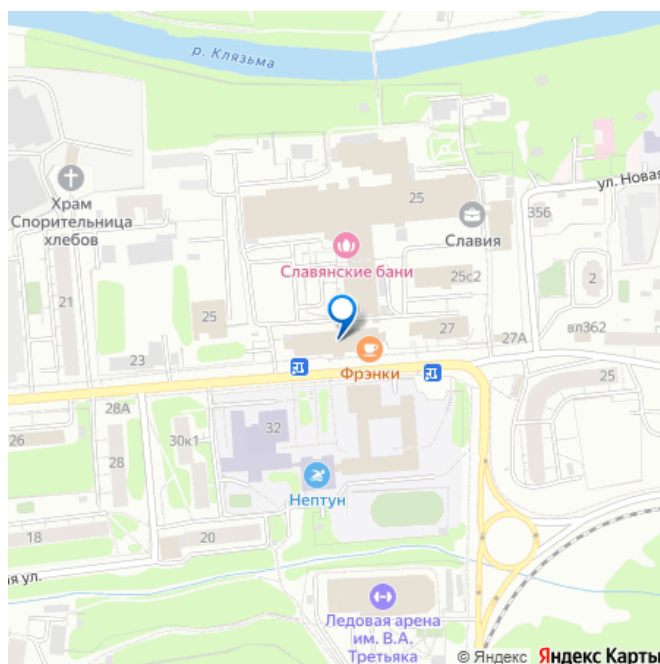 р. Клязьма
ул. Новая
Храм
Спорительница
хлебов
25
35б
Славия
Славянские бани
25с2
2
21
25
27
27А
вл362
23
Фрэнки
25
28А
26
30к1
32
28
Нептун
18
20
ая ул.
Ледовая арена
им. В.А.
Третьяка
© Яндекс Яндекс Карты